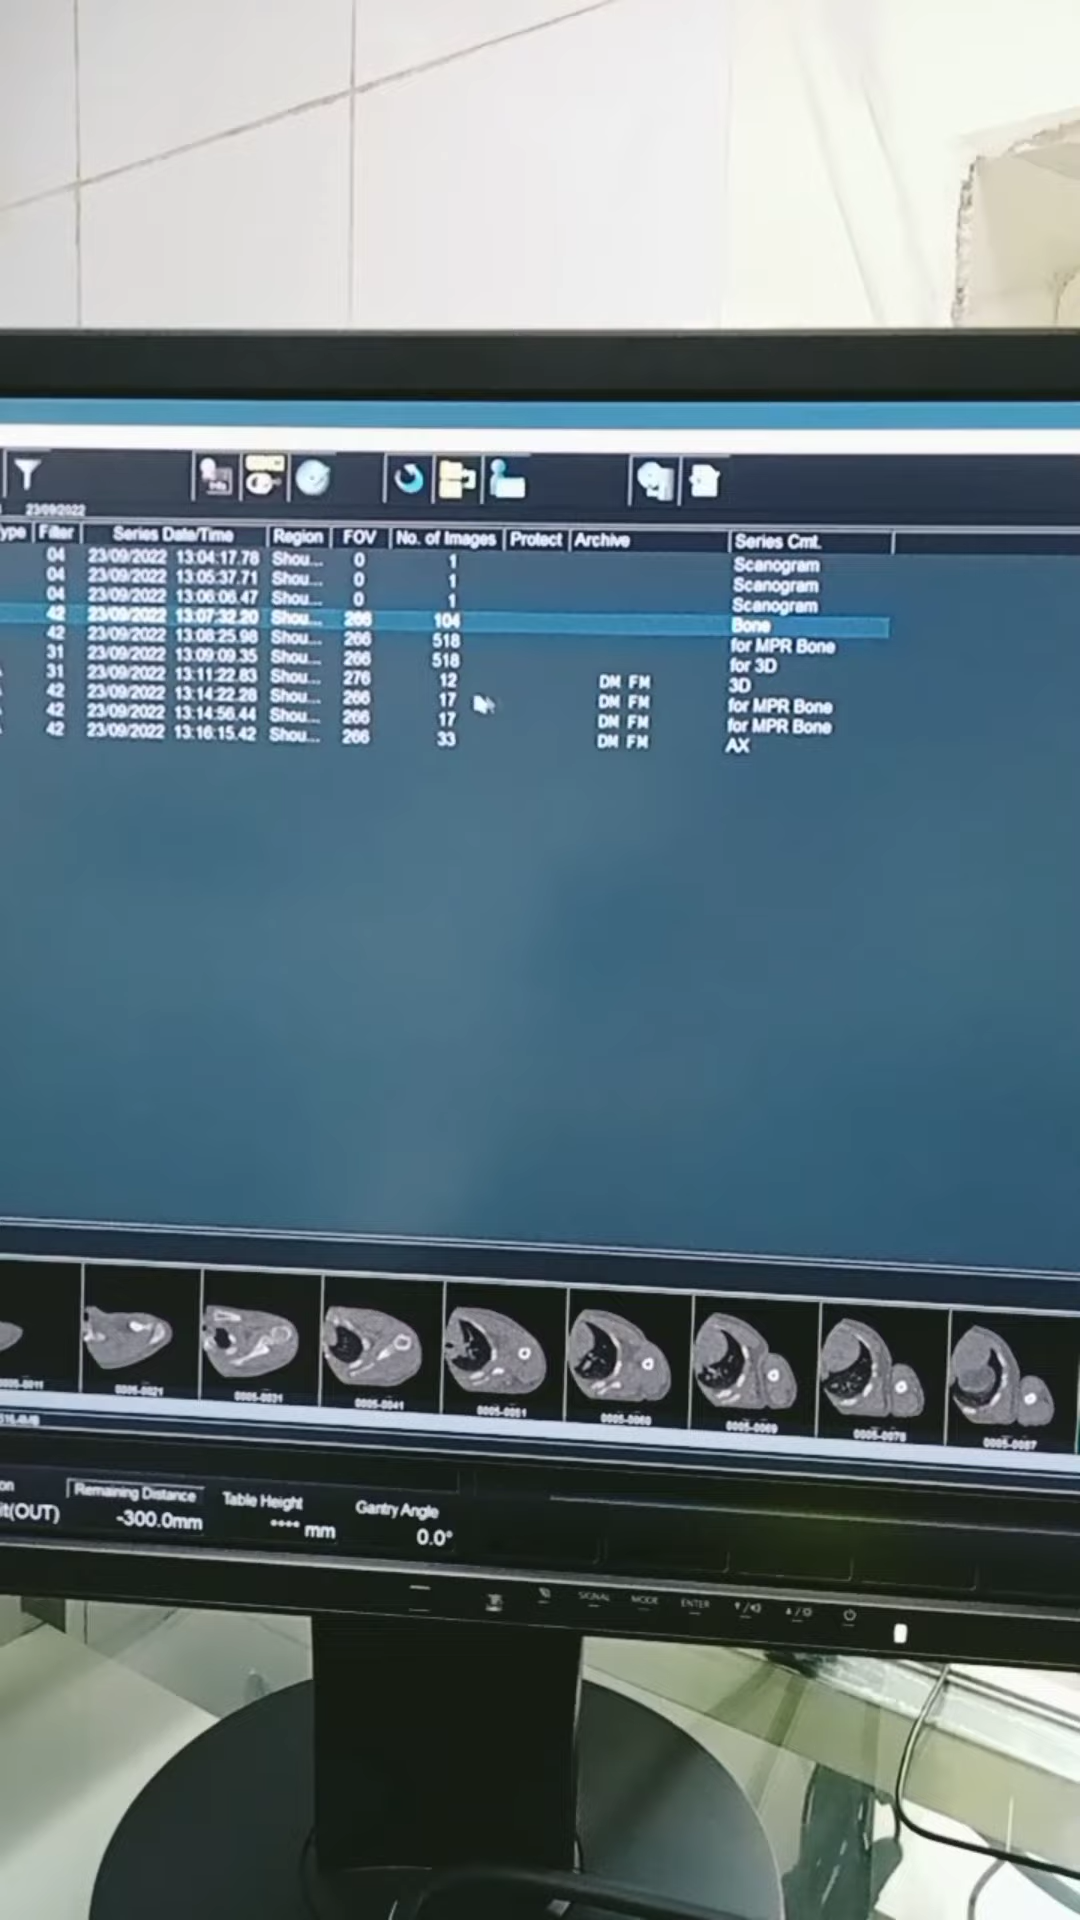 23/09/2022
ype Filter Series Date/Time Region FOV No. of Images Protect Archive Series Cmt.
04 23/09/2022 13:04:17.78 Shou... 0 1 Scanogram
04 23/09/2022 13:05:37.71 Shou... 0 1 Scanogram
04 23/09/2022 13:06:06.47 Shou... 0 1 Scanogram
42 23/09/2022 13:07:32.20 Shou... 266 104 Bone
42 23/09/2022 13:08:25.98 Shou... 266 518 for MPR Bone
31 23/09/2022 13:09:09.35 Shou... 266 518 for 3D
31 23/09/2022 13:11:22.83 Shou... 276 12 DM FM 3D
42 23/09/2022 13:14:22.28 Shou... 266 17 DM FM for MPR Bone
42 23/09/2022 13:14:56.44 Shou... 266 17 DM FM for MPR Bone
42 23/09/2022 13:16:15.42 Shou... 266 33 DM FM AX
0005-0021 0005-0031 0005-0041 0005-0051 0005-0060 0005-0069 0005-0078 0005-0087
on Remaining Distance Table Height Gantry Angle
it(OUT) -300.0mm **** mm 0.0°
SIGNAL MODE ENTER